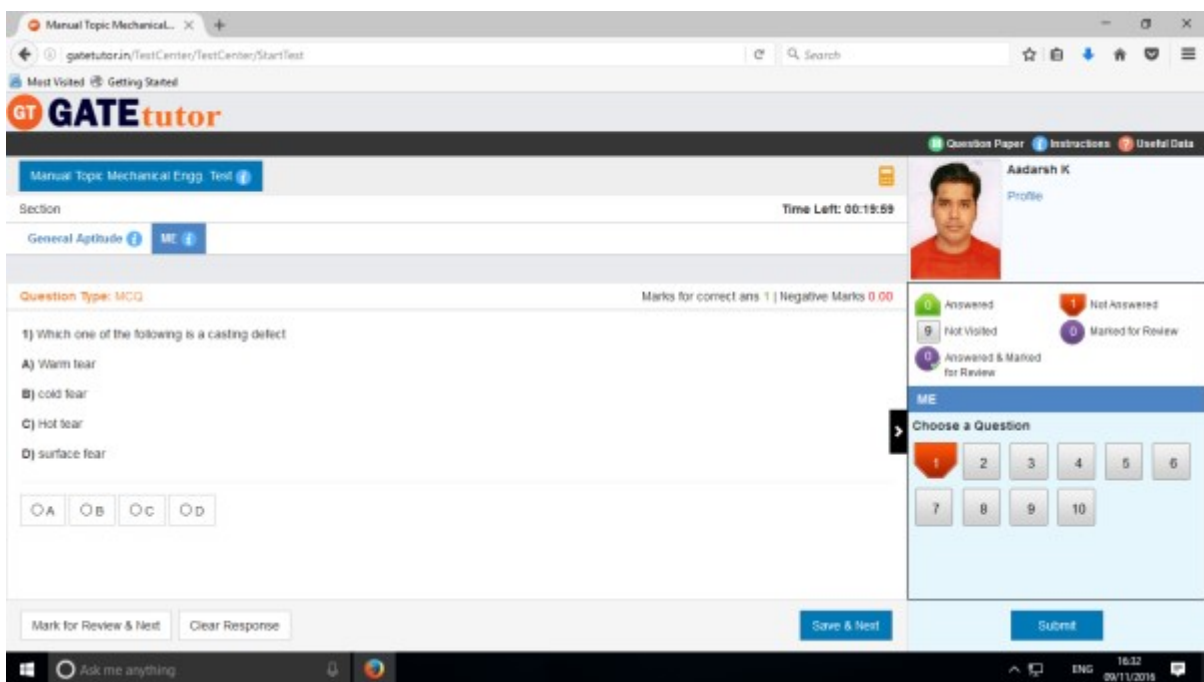 Manual Topic Mechanical...
gatetutor.in/TestCenter/TestCenter/StartTest
Search
Most Visited Getting Started
GT GATEtutor
Question Paper Instructions Useful Data
Manual Topic Mechanical Engg. Test
Aadarsh K
Profile
Section Time Left: 00:19:59
General Aptitude ME
Question Type: MCQ Marks for correct ans 1 | Negative Marks 0.00
0 Answered 1 Not Answered
9 Not Visited 0 Marked for Review
0 Answered & Marked
for Review
1) Which one of the following is a casting defect
A) Warm tear
B) cold fear
C) Hot tear
D) surface fear
A B C D
ME
Choose a Question
1 2 3 4 5 6
7 8 9 10
Mark for Review & Next Clear Response Save & Next Submit
Ask me anything
ENG 16:32
09/11/2016